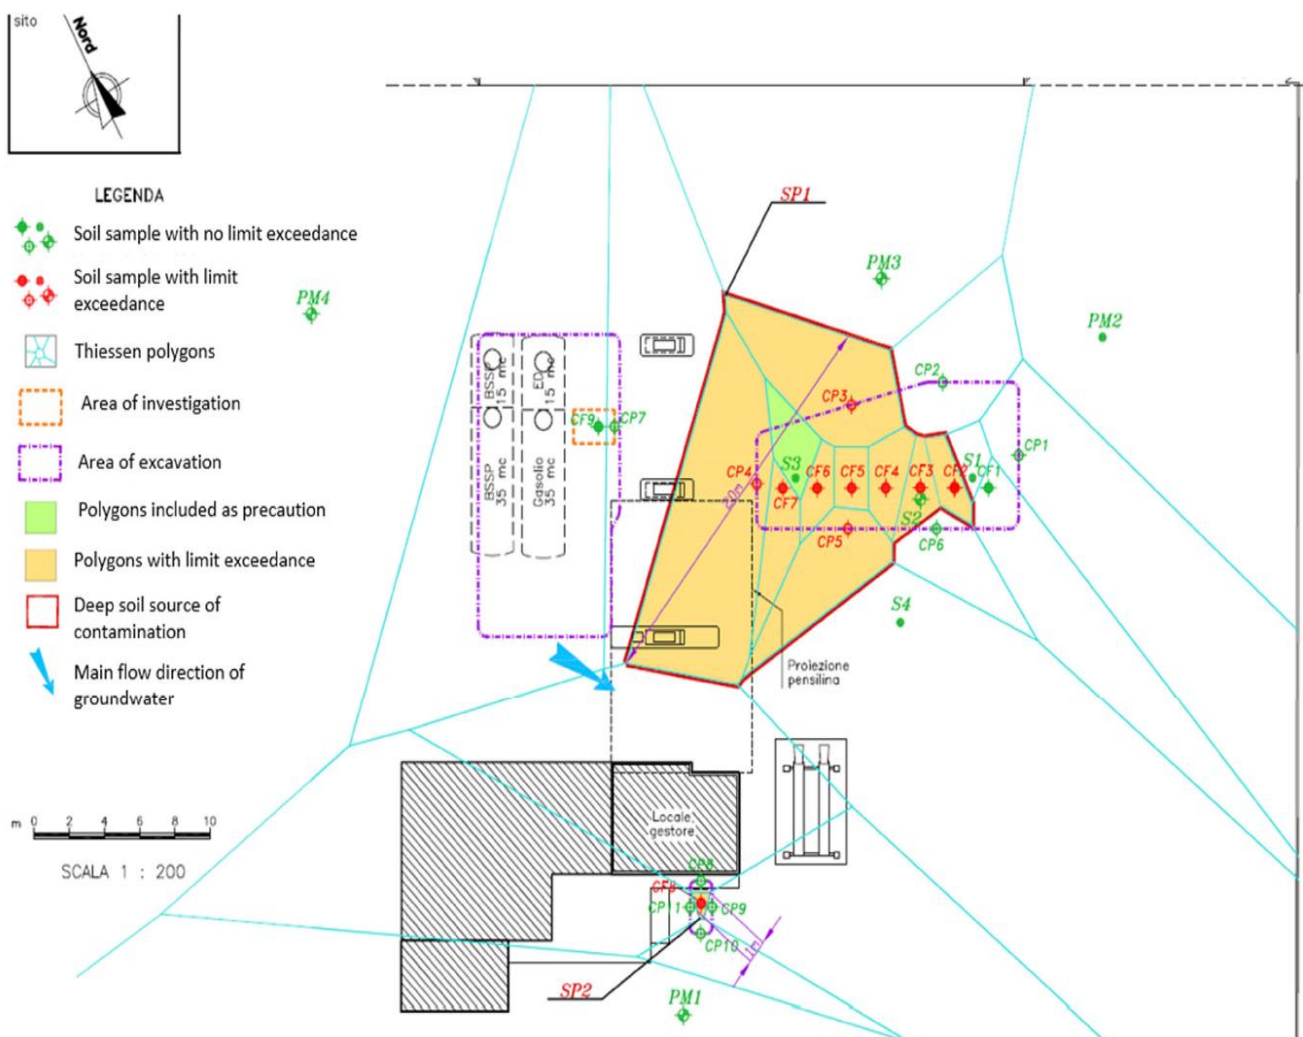 sito
Nord
LEGENDA
Soil sample with no limit exceedance
Soil sample with limit
exceedance
Thiessen polygons
Area of investigation
Area of excavation
Polygons included as precaution
Polygons with limit exceedance
Deep soil source of
contamination
Main flow direction of
groundwater
m 0 2 4 6 8 10
SCALA 1 : 200
SP1
PM3
PM4
PM2
CP2
CP3
BSSP
15 mc
15 mc
CF9
CP7
BSSP
35 mc
Gasolio
35 mc
CP1
CP4
S3
CF7
CF6
CF5
CF4
CF3
CF2
S1
CF1
20m
S2
CP5
CP6
S4
Proiezione
pensilina
Locale
gestore
CP8
CF8
CP11
CP9
CP10
1m
SP2
PM1